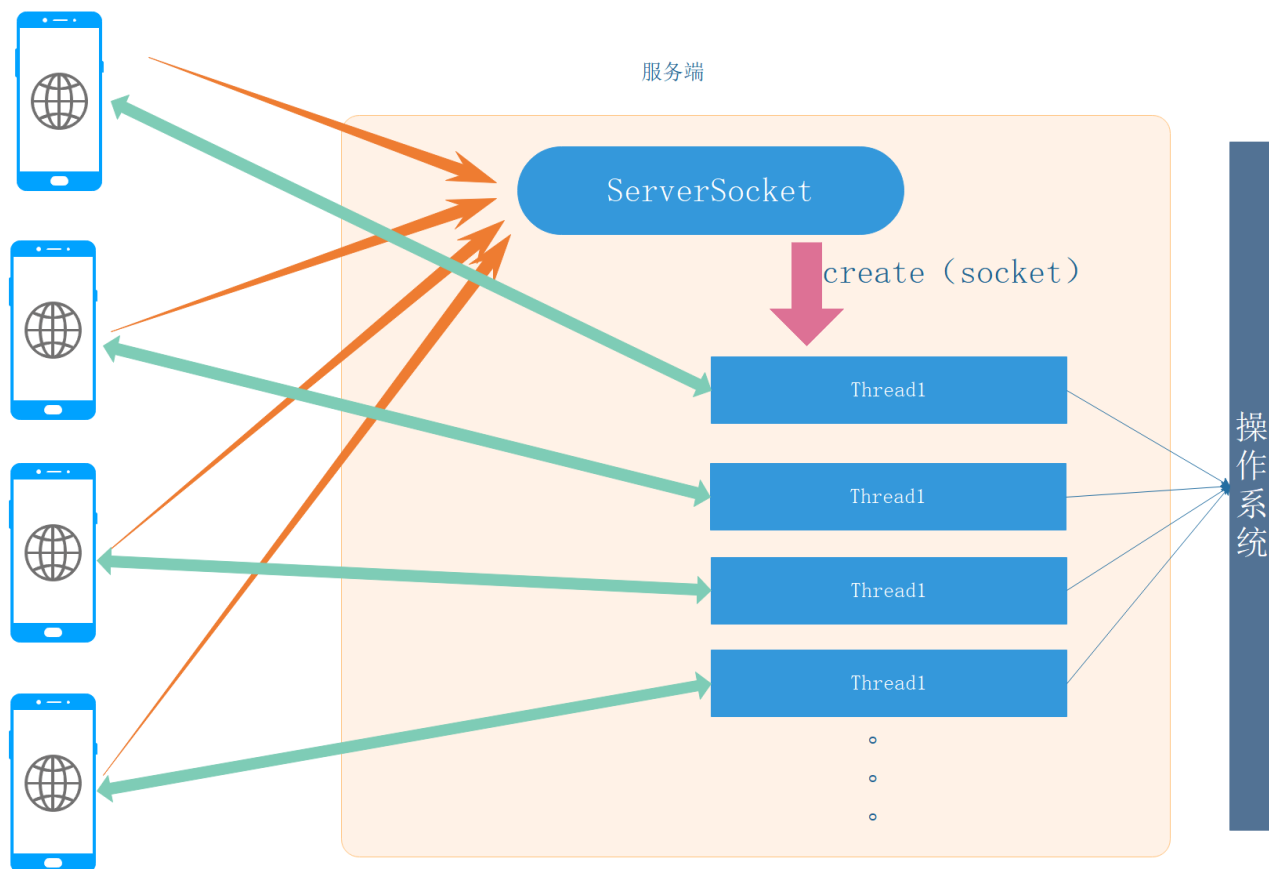 服务端
ServerSocket
create（socket）
Thread1
Thread1
Thread1
Thread1
操作系统